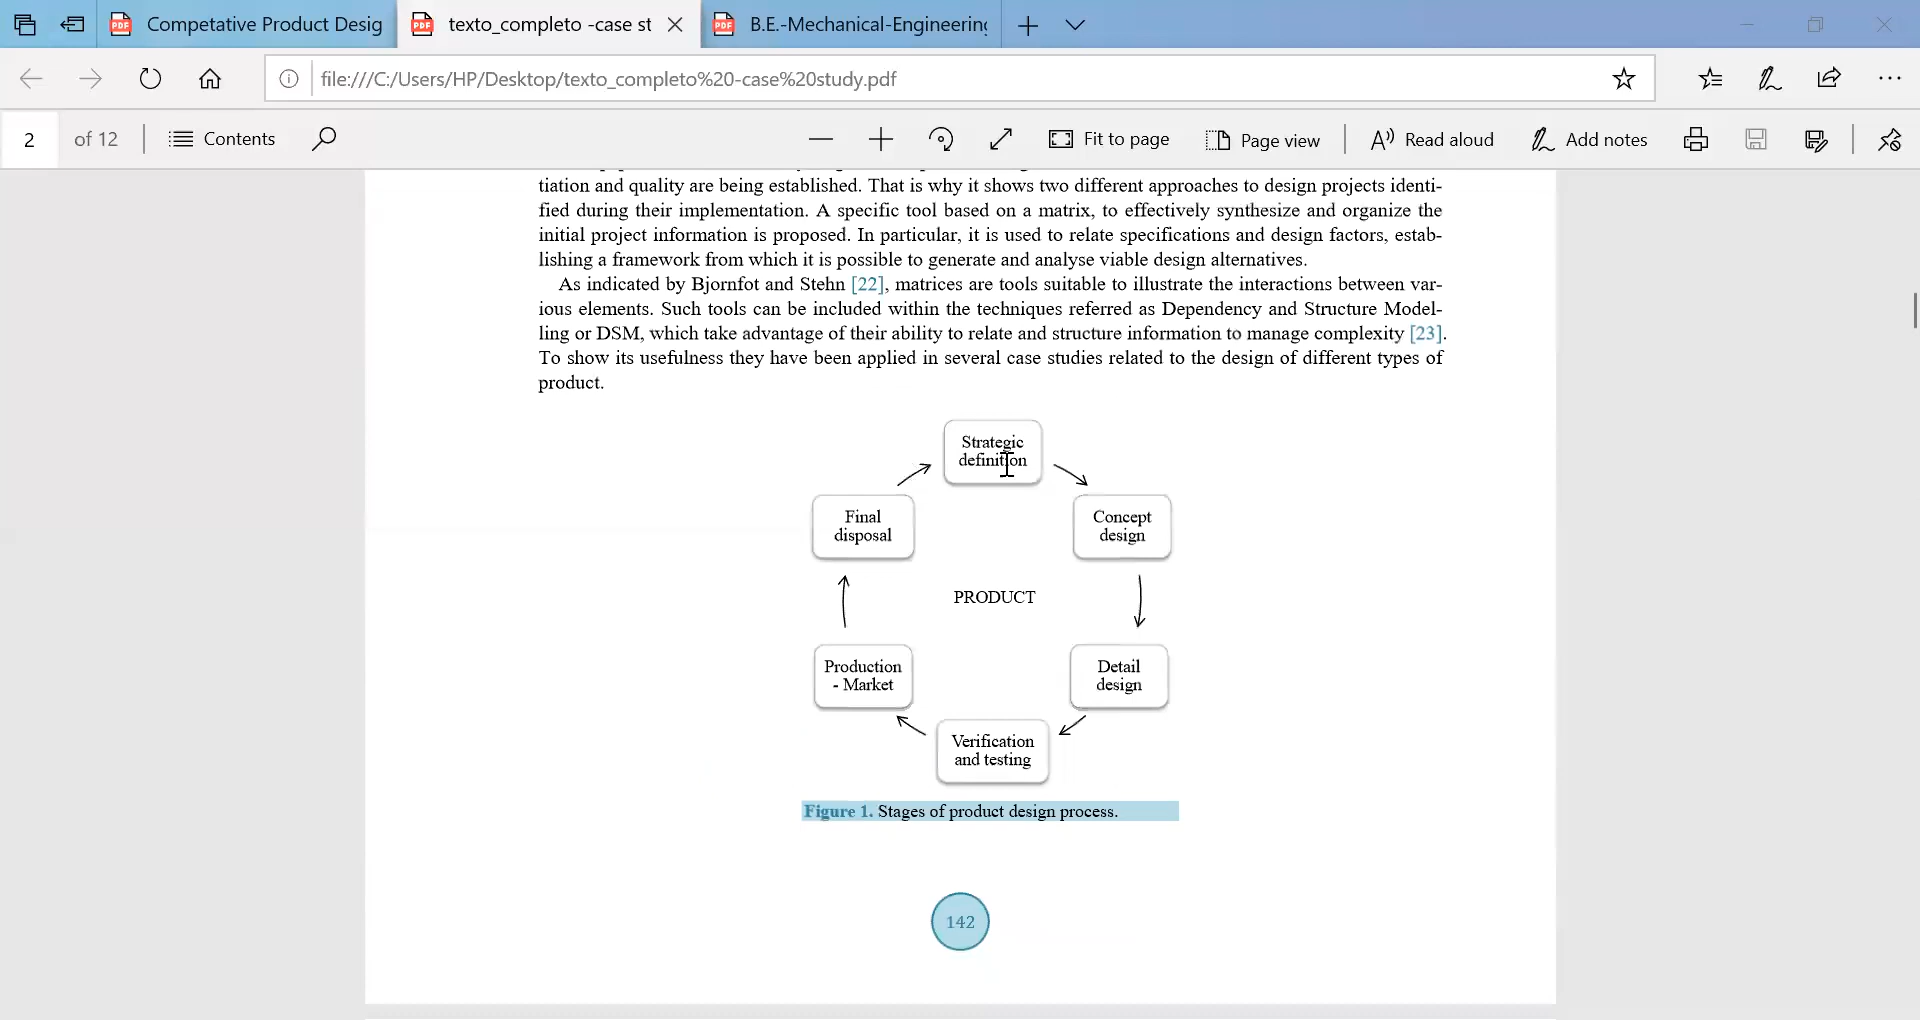 Competative Product Desig
texto_completo -case st
B.E.-Mechanical-Engineering
file:///C:/Users/HP/Desktop/texto_completo%20-case%20study.pdf
2 of 12
Contents
Fit to page
Page view
Read aloud
Add notes
tiation and quality are being established. That is why it shows two different approaches to design projects identi-
fied during their implementation. A specific tool based on a matrix, to effectively synthesize and organize the
initial project information is proposed. In particular, it is used to relate specifications and design factors, estab-
lishing a framework from which it is possible to generate and analyse viable design alternatives.
As indicated by Bjornfot and Stehn [22], matrices are tools suitable to illustrate the interactions between var-
ious elements. Such tools can be included within the techniques referred as Dependency and Structure Model-
ling or DSM, which take advantage of their ability to relate and structure information to manage complexity [23].
To show its usefulness they have been applied in several case studies related to the design of different types of
product.
Strategic
definition
Final
disposal
Concept
design
PRODUCT
Production
- Market
Detail
design
Verification
and testing
Figure 1. Stages of product design process.
142